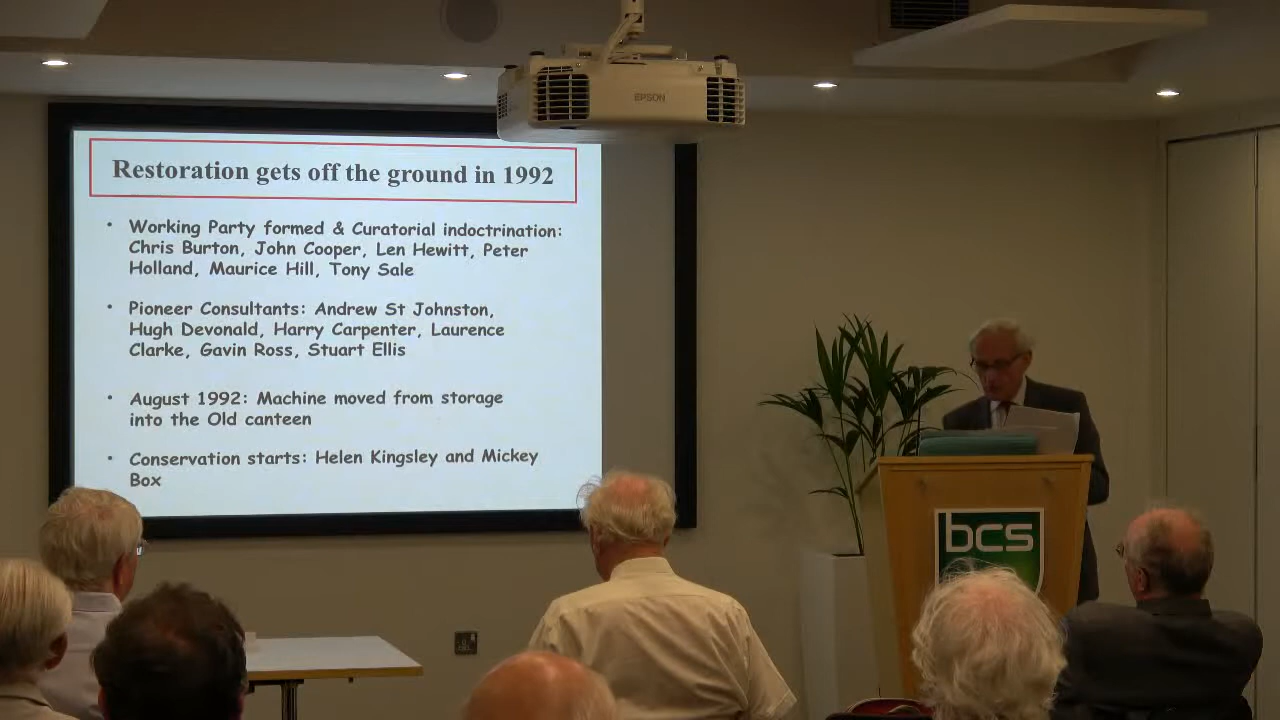 EPSON
Restoration gets off the ground in 1992
• Working Party formed & Curatorial indoctrination:
Chris Burton, John Cooper, Len Hewitt, Peter
Holland, Maurice Hill, Tony Sale
• Pioneer Consultants: Andrew St Johnston,
Hugh Devonald, Harry Carpenter, Laurence
Clarke, Gavin Ross, Stuart Ellis
• August 1992: Machine moved from storage
into the Old canteen
• Conservation starts: Helen Kingsley and Mickey
Box
bcs